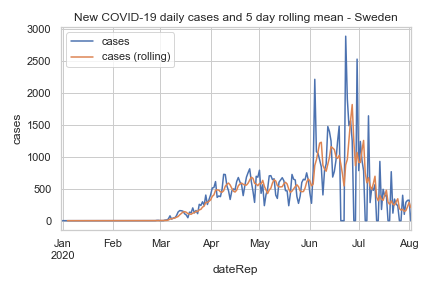 New COVID-19 daily cases and 5 day rolling mean - Sweden
cases
cases (rolling)
3000
2500
2000
1500
1000
500
0
cases
Jan Feb Mar Apr May Jun Jul Aug
2020
dateRep